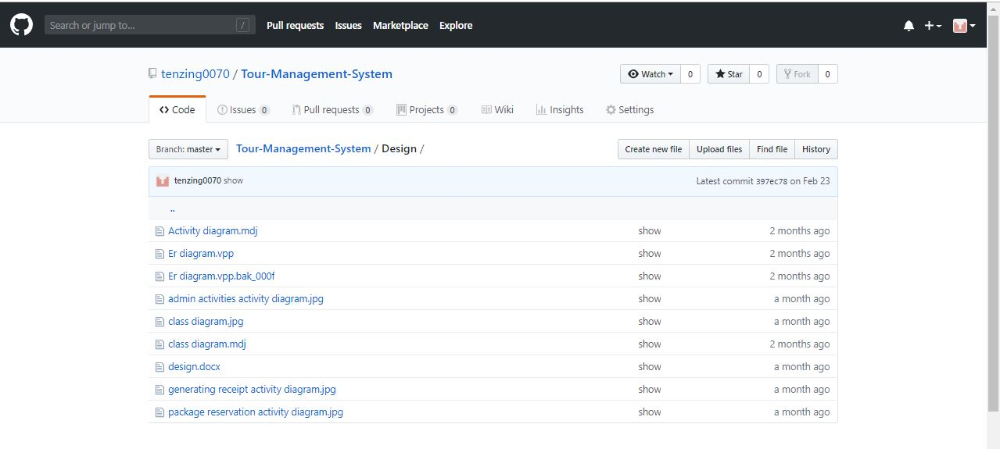 Search or jump to... /
Pull requests Issues Marketplace Explore
tenzing0070 / Tour-Management-System
Watch 0 Star 0 Fork 0
Code Issues 0 Pull requests 0 Projects 0 Wiki Insights Settings
Branch: master Tour-Management-System / Design /
Create new file Upload files Find file History
tenzing0070 show Latest commit 397ec78 on Feb 23
..
Activity diagram.mdj show 2 months ago
Er diagram.vpp show 2 months ago
Er diagram.vpp.bak_000f show 2 months ago
admin activities activity diagram.jpg show a month ago
class diagram.jpg show a month ago
class diagram.mdj show 2 months ago
design.docx show a month ago
generating receipt activity diagram.jpg show a month ago
package reservation activity diagram.jpg show a month ago